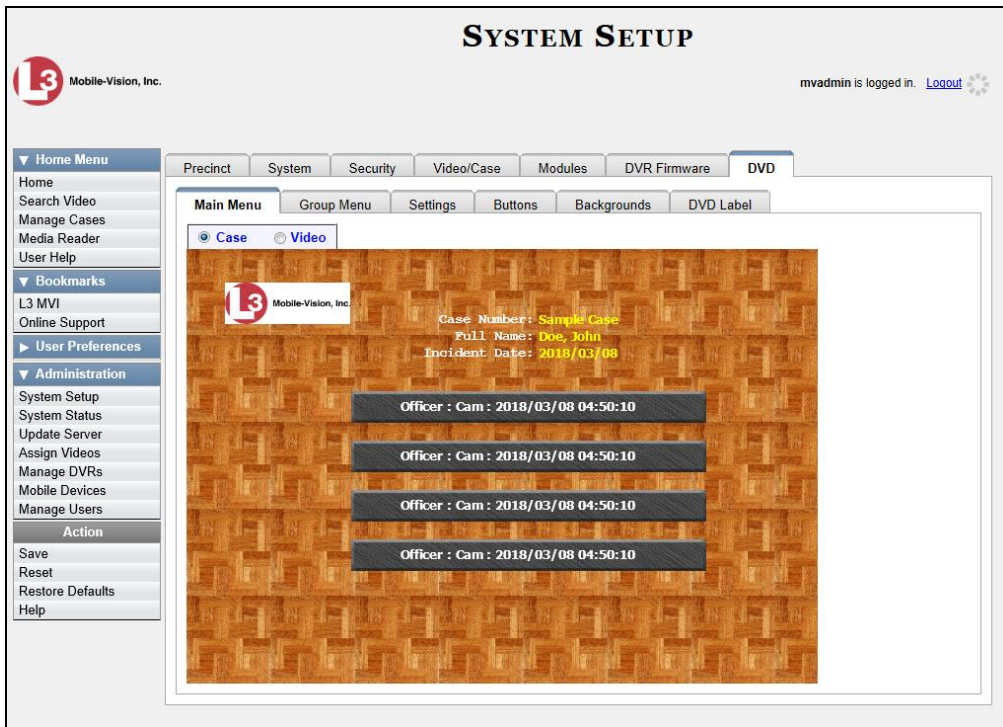 SYSTEM SETUP
L3 Mobile-Vision, Inc.
mvadmin is logged in. Logout
▼ Home Menu
Home
Search Video
Manage Cases
Media Reader
User Help
▼ Bookmarks
L3 MVI
Online Support
► User Preferences
▼ Administration
System Setup
System Status
Update Server
Assign Videos
Manage DVRs
Mobile Devices
Manage Users
Action
Save
Reset
Restore Defaults
Help
Precinct System Security Video/Case Modules DVR Firmware DVD
Main Menu Group Menu Settings Buttons Backgrounds DVD Label
Case Video
L3 Mobile-Vision, Inc.
Case Number: Sample Case
Full Name: Doe, John
Incident Date: 2018/03/08
Officer : Cam : 2018/03/08 04:50:10
Officer : Cam : 2018/03/08 04:50:10
Officer : Cam : 2018/03/08 04:50:10
Officer : Cam : 2018/03/08 04:50:10